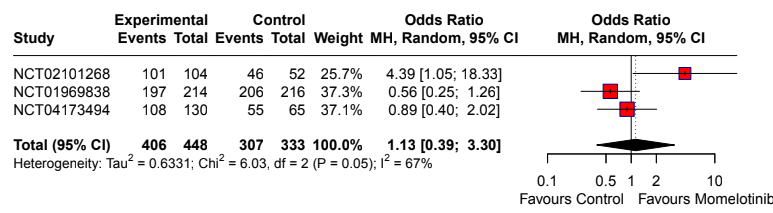 Experimental Control Odds Ratio Odds Ratio
Study Events Total Events Total Weight MH, Random, 95% CI MH, Random, 95% CI
NCT02101268 101 104 46 52 25.7% 4.39 [1.05; 18.33]
NCT01969838 197 214 206 216 37.3% 0.56 [0.25; 1.26]
NCT04173494 108 130 55 65 37.1% 0.89 [0.40; 2.02]
Total (95% CI) 406 448 307 333 100.0% 1.13 [0.39; 3.30]
Heterogeneity: Tau² = 0.6331; Chi² = 6.03, df = 2 (P = 0.05); I² = 67%
0.1 0.5 1 2 10
Favours Control Favours Momelotinib